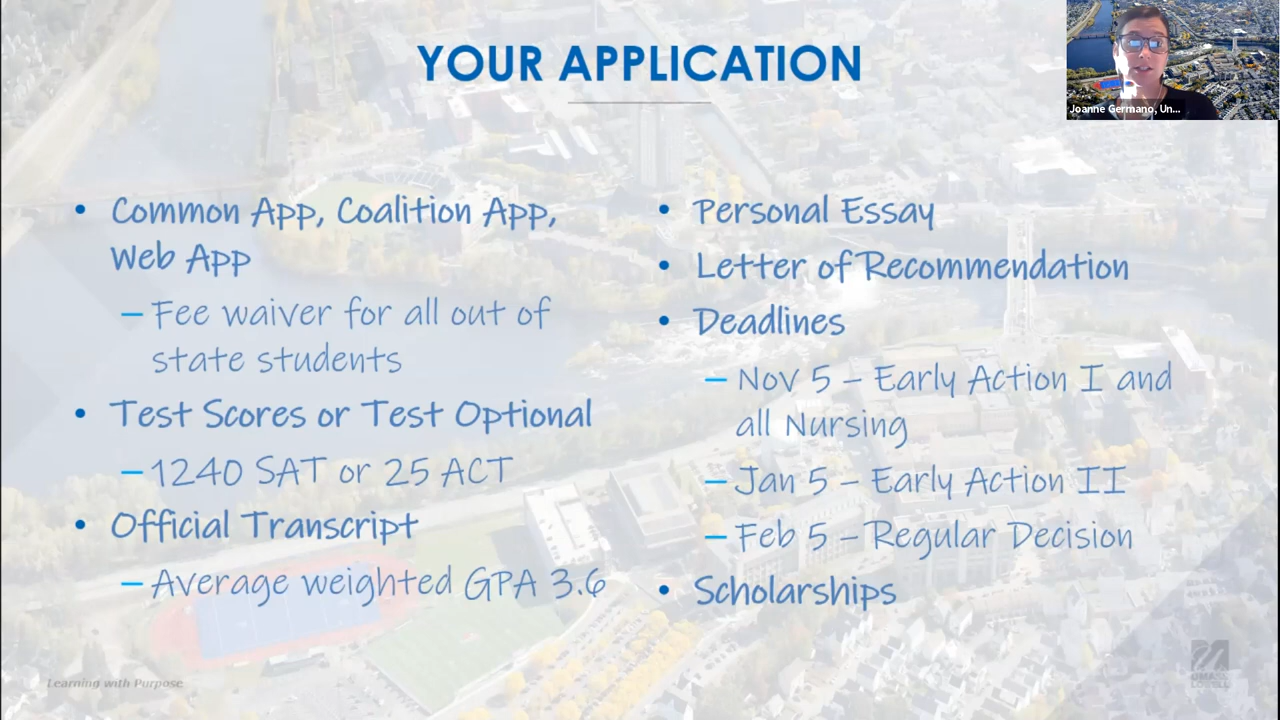 YOUR APPLICATION
Joanne Germano, Un...
• Common App, Coalition App,
Web App
– Fee waiver for all out of
state students
• Test Scores or Test Optional
– 1240 SAT or 25 ACT
• Official Transcript
– Average weighted GPA 3.6
• Personal Essay
• Letter of Recommendation
• Deadlines
– Nov 5 – Early Action I and
all Nursing
– Jan 5 – Early Action II
– Feb 5 – Regular Decision
• Scholarships
Learning with Purpose
UMASS
LOWELL